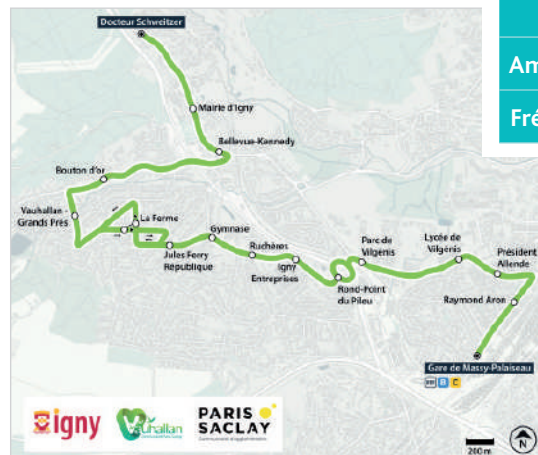 Docteur Schweitzer
Mairie d'Igny
Bellevue-Kennedy
Bouton d'or
Vauhallan -
Grands Prés
La Ferme
Gymnase
Jules Ferry
République
Ruchères
Igny
Entreprises
Rond-Point
du Pileu
Parc de
Vilgénis
Lycée de
Vilgénis
Président
Allende
Raymond Aron
Gare de Massy-Palaiseau
B C
igny
Vauhallan
PARIS
SACLAY
Communauté d'agglomération
200 m
N
Am
Fré